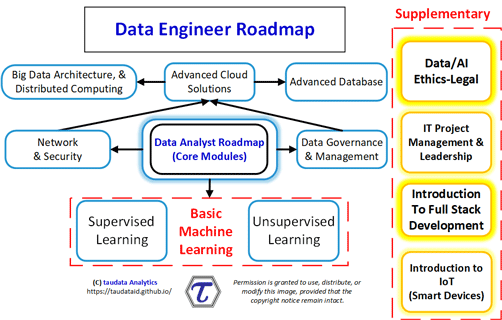 Data Engineer Roadmap
Supplementary
Big Data Architecture, &
Distributed Computing
Advanced Cloud
Solutions
Advanced Database
Data/AI
Ethics-Legal
Network
& Security
Data Analyst Roadmap
(Core Modules)
Data Governance
& Management
IT Project
Management &
Leadership
Supervised
Learning
Basic
Machine
Learning
Unsupervised
Learning
Introduction
To Full Stack
Development
Introduction to
IoT
(Smart Devices)
(C) taudata Analytics
https://taudataid.github.io/
τ
Permission is granted to use, distribute, or
modify this image, provided that the
copyright notice remain intact.